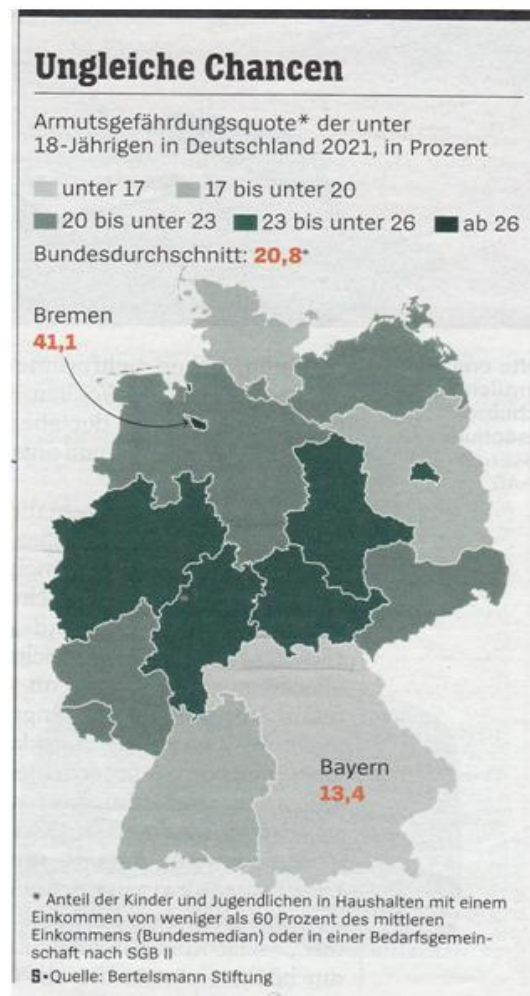 Ungleiche Chancen
Armutsgefährdungsquote* der unter
18-Jährigen in Deutschland 2021, in Prozent
unter 17 17 bis unter 20
20 bis unter 23 23 bis unter 26 ab 26
Bundesdurchschnitt: 20,8*
Bremen
41,1
Bayern
13,4
* Anteil der Kinder und Jugendlichen in Haushalten mit einem
Einkommen von weniger als 60 Prozent des mittleren
Einkommens (Bundesmedian) oder in einer Bedarfsgemein-
schaft nach SGB II
S•Quelle: Bertelsmann Stiftung